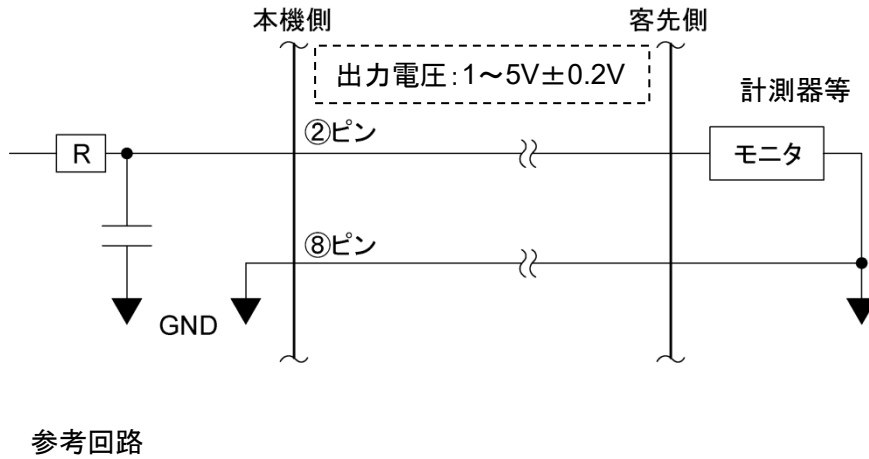 本機側
客先側
出力電圧:1～5V±0.2V
計測器等
②ピン
R
モニタ
⑧ピン
GND
参考回路